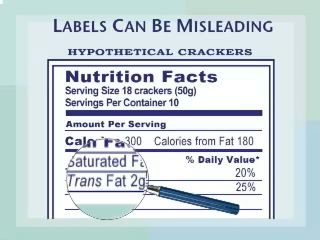 LABELS CAN BE MISLEADING
HYPOTHETICAL CRACKERS
Nutrition Facts
Serving Size 18 crackers (50g)
Servings Per Container 10
Amount Per Serving
300 Calories from Fat 180
% Daily Value*
Saturated 20%
Trans Fat 2g 25%